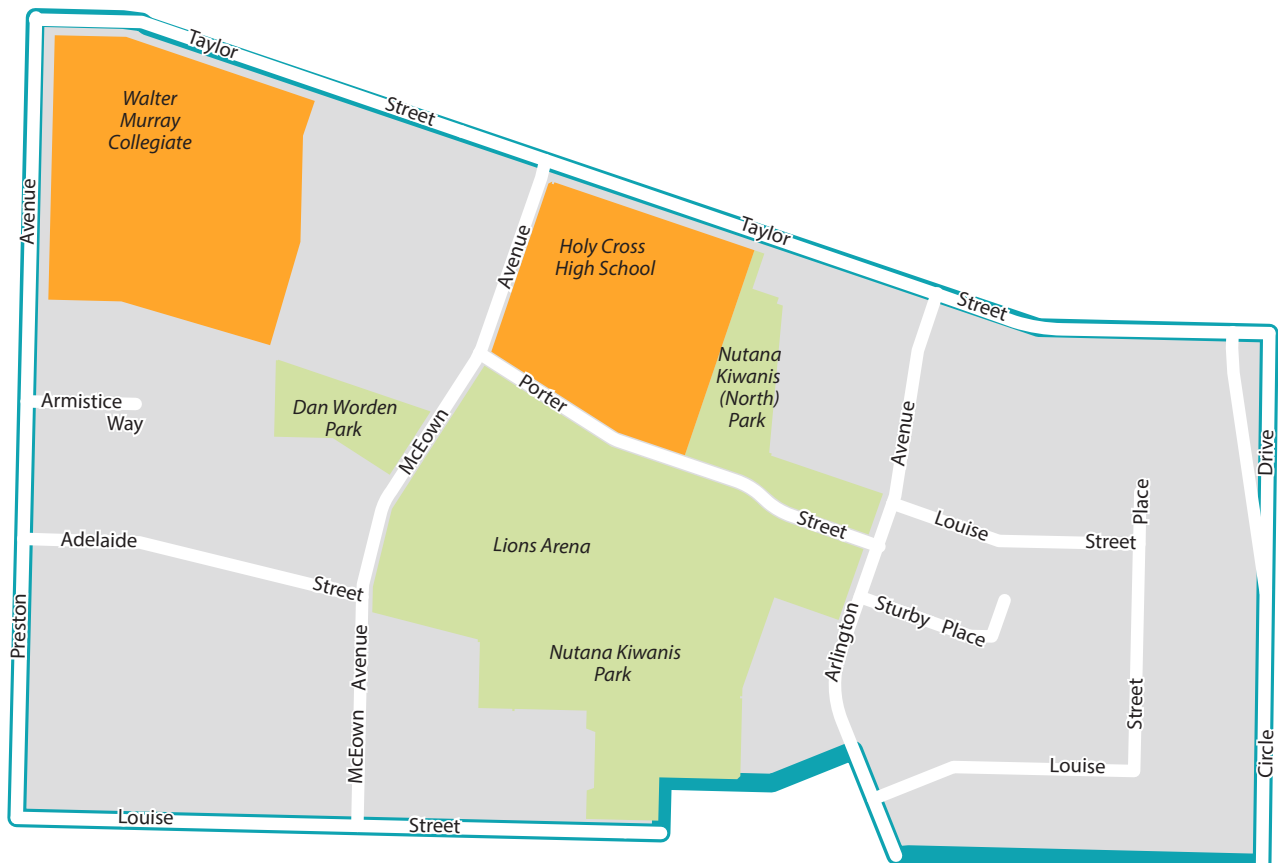 Taylor
Street
Walter
Murray
Collegiate
Avenue
Avenue
Holy Cross
High School
Taylor
Street
Nutana
Kiwanis
(North)
Park
Porter
Armistice
Way
Dan Worden
Park
McEown
Avenue
Drive
Place
Louise
Street
Street
Lions Arena
Adelaide
Street
Preston
Sturby Place
Arlington
Nutana Kiwanis
Park
Avenue
McEown
Street
Louise
Circle
Louise
Street